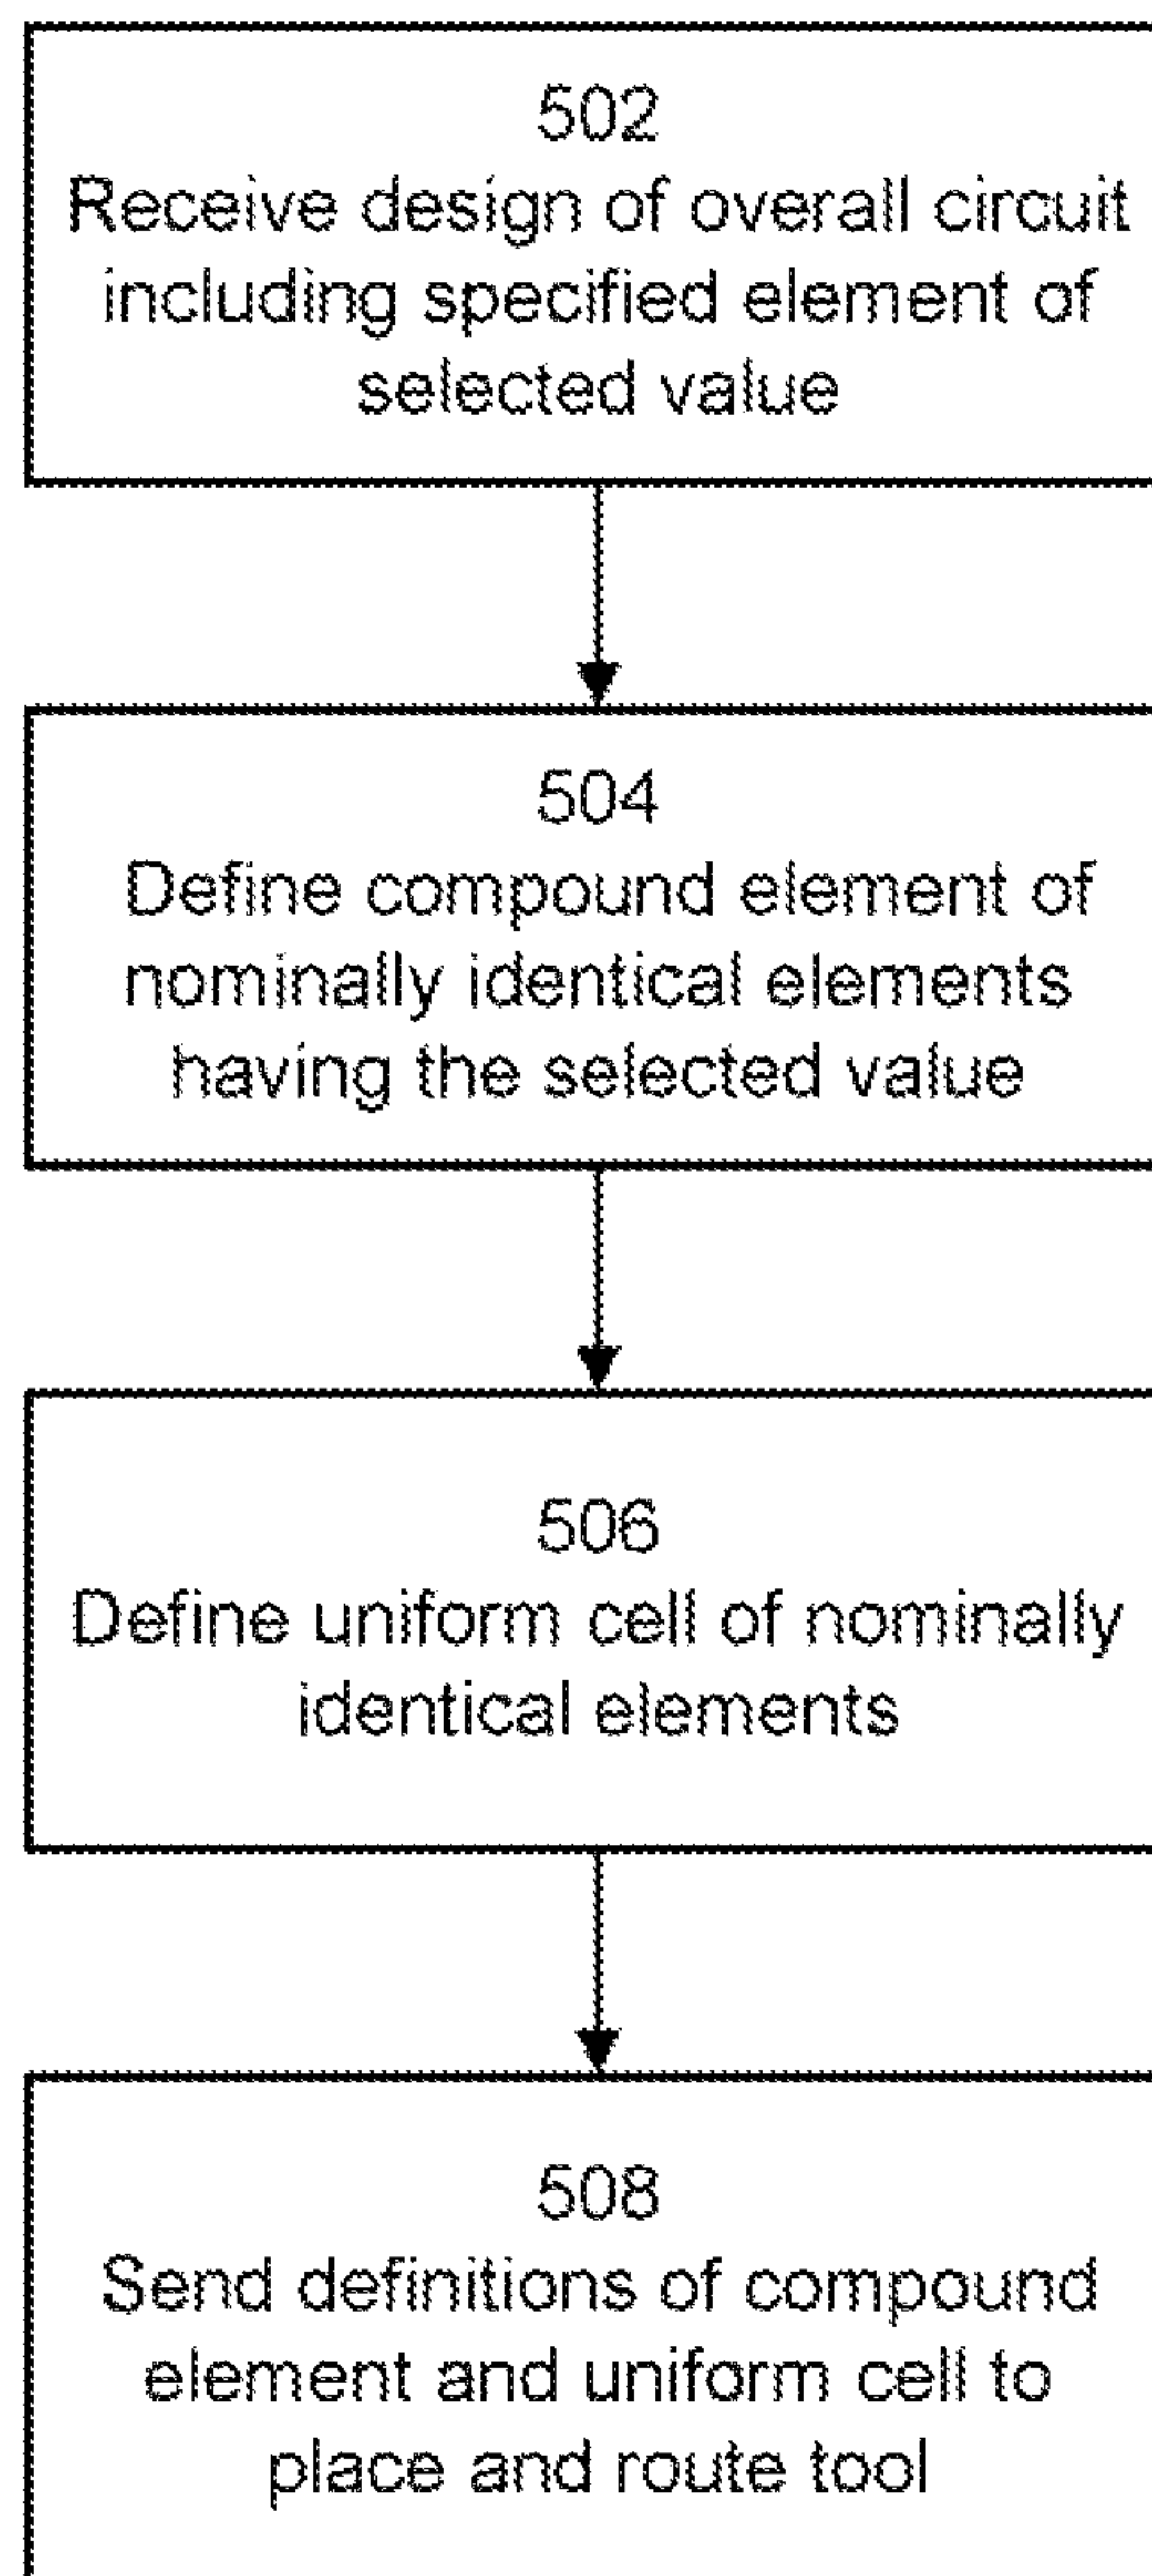 502
Receive design of overall circuit
including specified element of
selected value
504
Define compound element of
nominally identical elements
having the selected value
506
Define uniform cell of nominally
identical elements
508
Send definitions of compound
element and uniform cell to
place and route tool